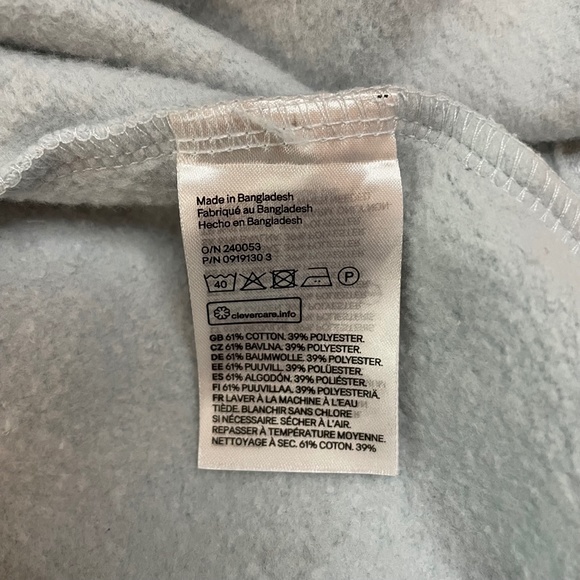 Made in Bangladesh
Fabriqué au Bangladesh
Hecho en Bangladesh
O/N 240053
P/N 0919130 3
40 P
clevercare.info
GB 61% COTTON. 39% POLYESTER.
CZ 61% BAVLNA. 39% POLYESTER.
DE 61% BAUMWOLLE. 39% POLYESTER.
EE 61% PUUVILL. 39% POLÜESTER.
ES 61% ALGODÓN. 39% POLIÉSTER.
FI 61% PUUVILLAA. 39% POLYESTERIÄ.
FR LAVER À LA MACHINE À L'EAU
TIÈDE. BLANCHIR SANS CHLORE
SI NÉCESSAIRE. SÉCHER À L'AIR.
REPASSER À TEMPÉRATURE MOYENNE.
NETTOYAGE À SEC. 61% COTON. 39%